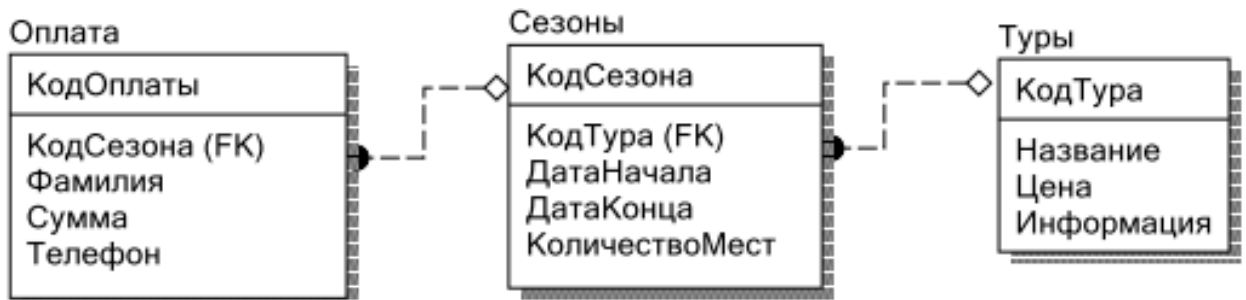 Оплата
КодОплаты
КодСезона (FK)
Фамилия
Сумма
Телефон
Сезоны
КодСезона
КодТура (FK)
ДатаНачала
ДатаКонца
КоличествоМест
Туры
КодТура
Название
Цена
Информация